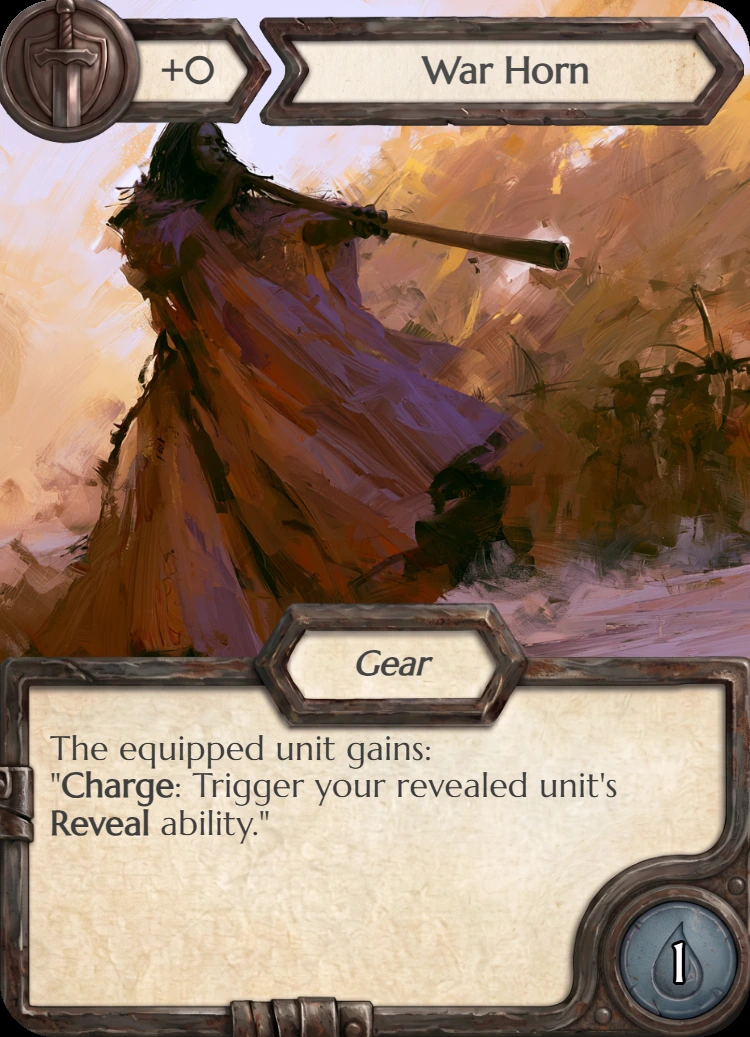 +0
War Horn
Gear
The equipped unit gains:
"Charge: Trigger your revealed unit's
Reveal ability."
1